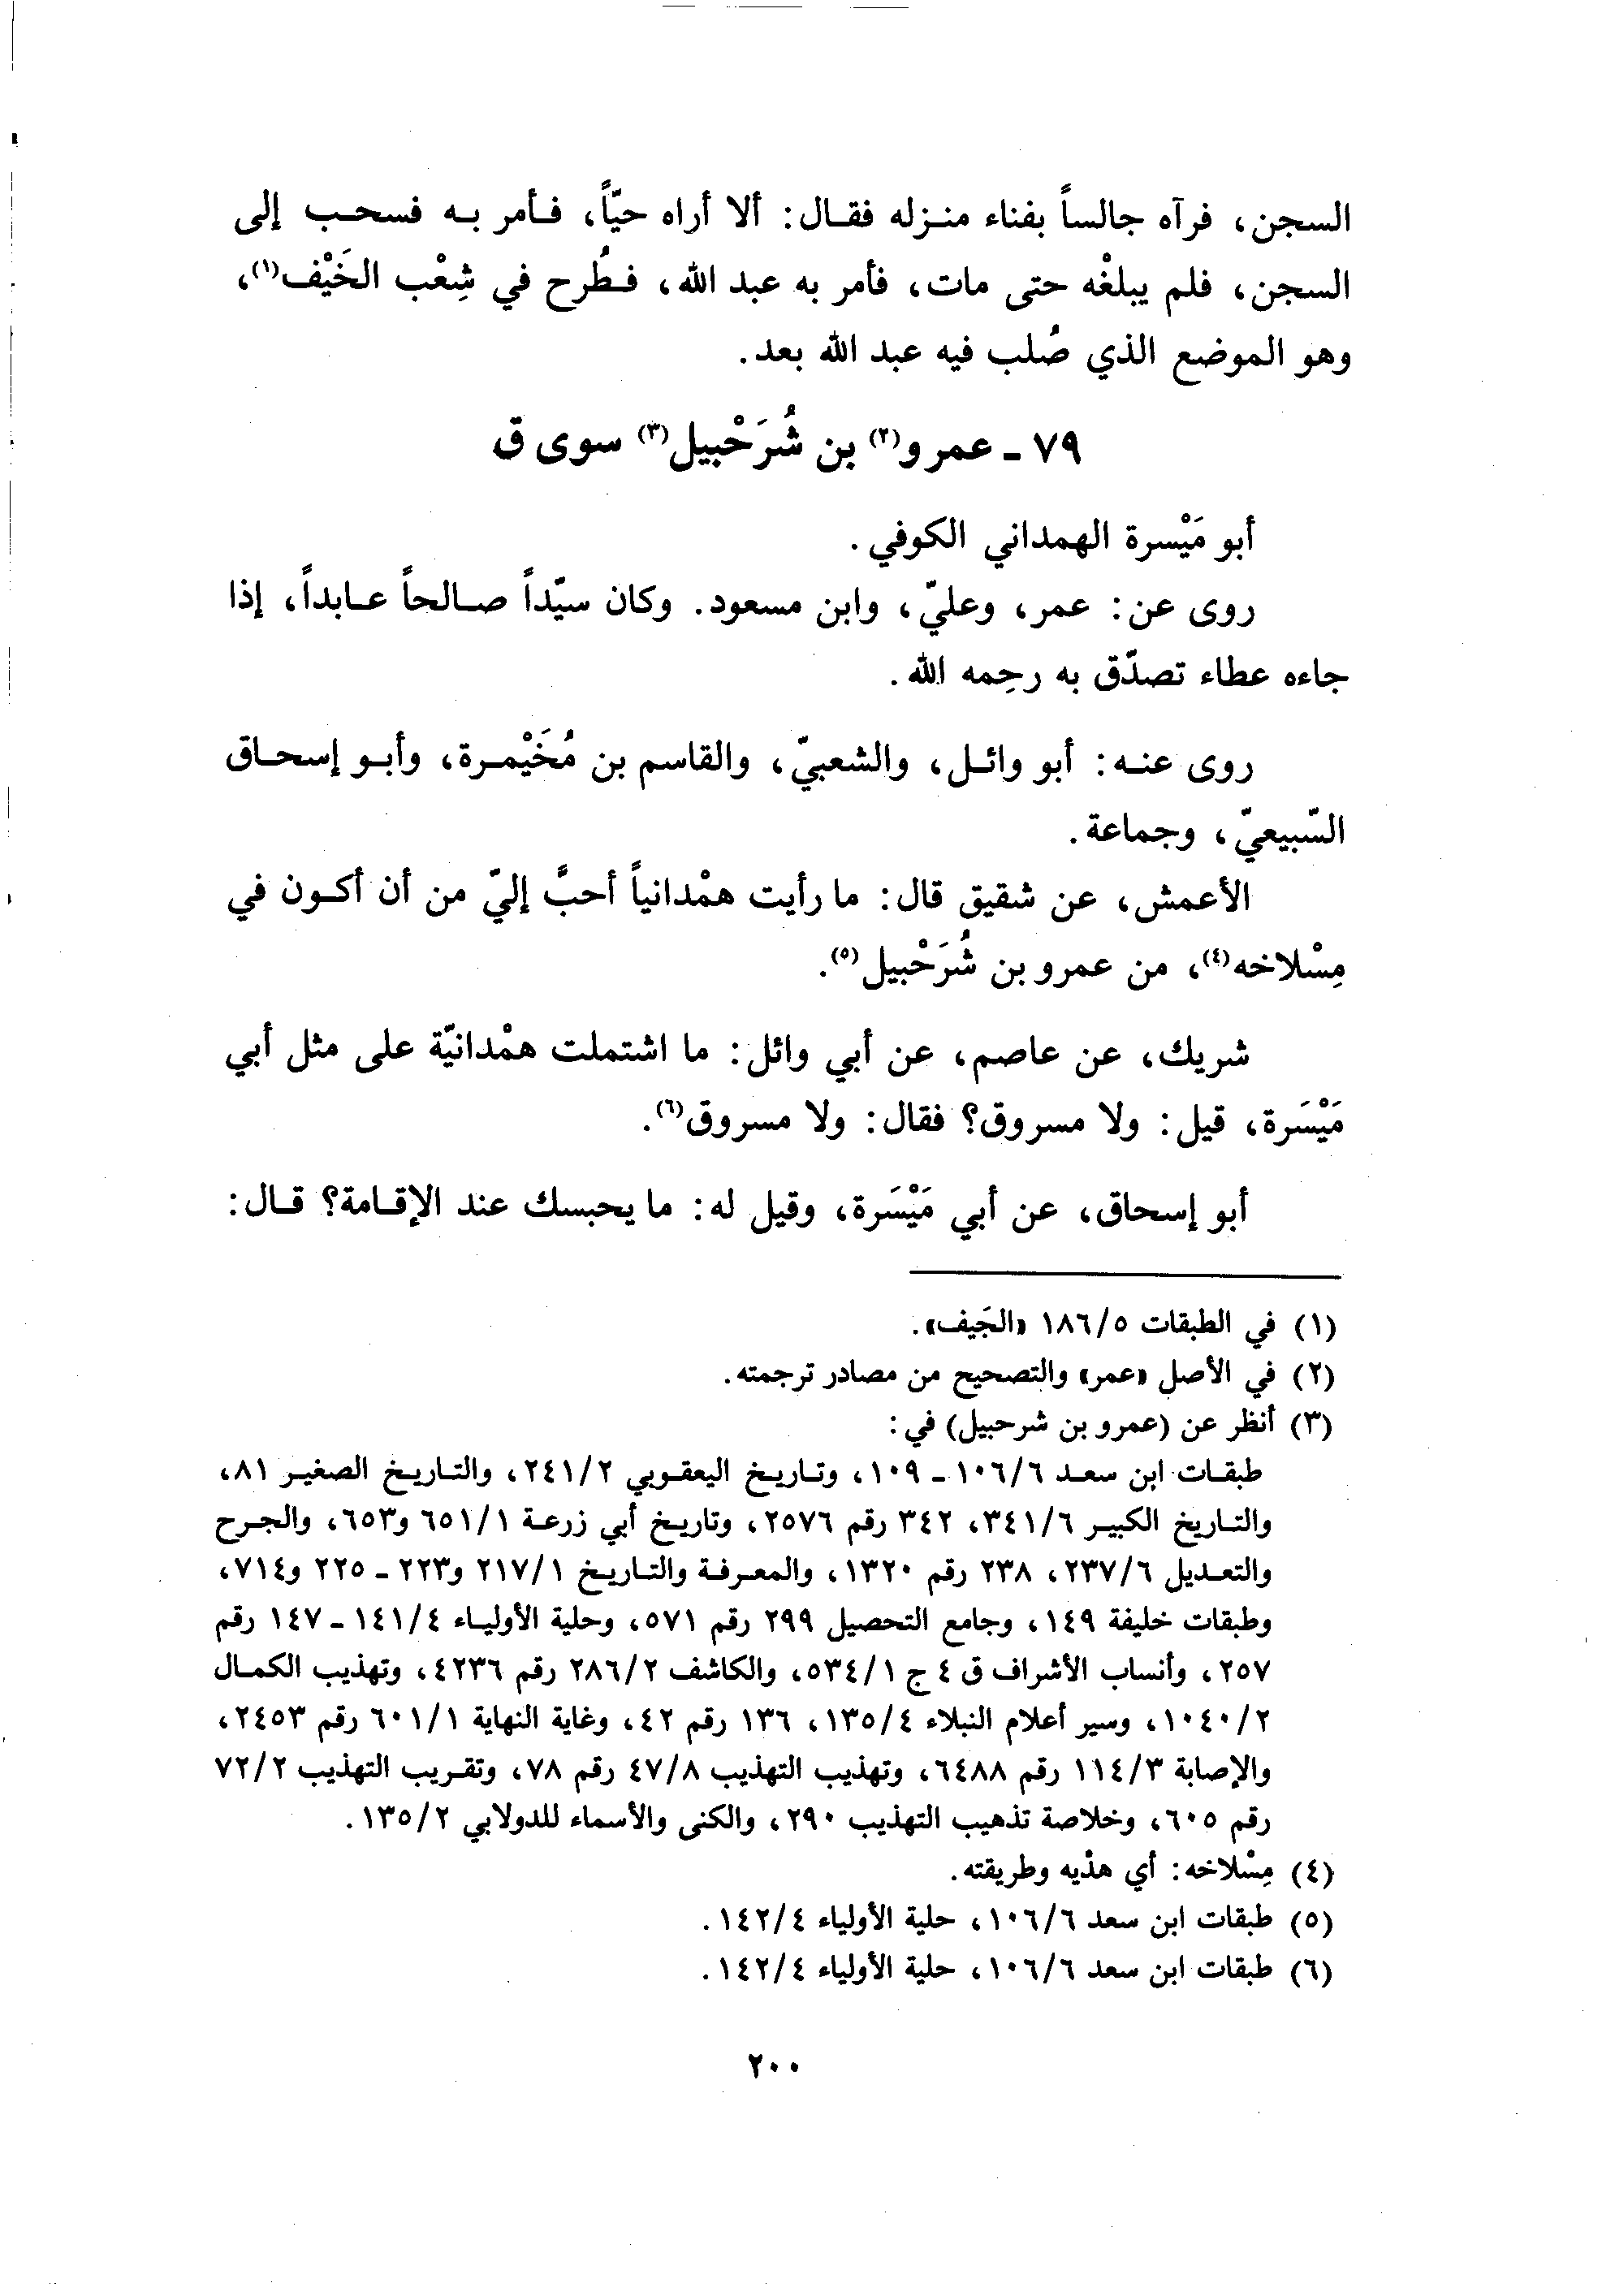 السجن، فرآه جالساً بفناء منزله فقال: ألا أراه حيّاً، فأمر به فسحب إلى
السجن، فلم يبلغْه حتى مات، فأمر به عبد الله، فطُرح في شِعْب الخَيْف(١)،
وهو الموضع الذي صُلب فيه عبد الله بعد.
٧٩ ـ عمرو(٢) بن شُرَحْبيل(٣) سوى ق
أبو مَيْسرة الهمداني الكوفي.
روى عن: عمر، وعليّ، وابن مسعود. وكان سيّداً صالحاً عابداً، إذا
جاءه عطاء تصدّق به رحِمه الله.
روى عنه: أبو وائل، والشعبيّ، والقاسم بن مُخَيْمرة، وأبو إسحاق
السّبيعيّ، وجماعة.
الأعمش، عن شقيق قال: ما رأيت همْدانياً أحبَّ إليّ من أن أكون في
مِسْلاخه(٤)، من عمرو بن شُرَحْبيل(٥).
شريك، عن عاصم، عن أبي وائل: ما اشتملت همْدانيّة على مثل أبي
مَيْسَرة، قيل: ولا مسروق؟ فقال: ولا مسروق(٦).
أبو إسحاق، عن أبي مَيْسَرة، وقيل له: ما يحبسك عند الإقامة؟ قال:
(١) في الطبقات ١٨٦/٥ «الجَيف».
(٢) في الأصل «عمر» والتصحيح من مصادر ترجمته.
(٣) أنظر عن (عمرو بن شرحبيل) في:
طبقات ابن سعد ١٠٦/٦ ـ ١٠٩، وتاريخ اليعقوبي ٢٤١/٢، والتاريخ الصغير ٨١،
والتاريخ الكبير ٣٤١/٦، ٣٤٢ رقم ٢٥٧٦، وتاريخ أبي زرعة ٦٥١/١ و٦٥٣، والجرح
والتعديل ٢٣٧/٦، ٢٣٨ رقم ١٣٢٠، والمعرفة والتاريخ ٢١٧/١ و٢٢٣ ـ ٢٢٥ و٧١٤،
وطبقات خليفة ١٤٩، وجامع التحصيل ٢٩٩ رقم ٥٧١، وحلية الأولياء ١٤١/٤ ـ ١٤٧ رقم
٢٥٧، وأنساب الأشراف ق ٤ ج ٥٣٤/١، والكاشف ٢٨٦/٢ رقم ٤٢٣٦، وتهذيب الكمال
١٠٤٠/٢، وسير أعلام النبلاء ١٣٥/٤، ١٣٦ رقم ٤٢، وغاية النهاية ٦٠١/١ رقم ٢٤٥٣،
والإصابة ١١٤/٣ رقم ٦٤٨٨، وتهذيب التهذيب ٤٧/٨ رقم ٧٨، وتقريب التهذيب ٧٢/٢
رقم ٦٠٥، وخلاصة تذهيب التهذيب ٢٩٠، والكنى والأسماء للدولابي ١٣٥/٢.
(٤) مِسْلاخه: أي هدْيه وطريقته.
(٥) طبقات ابن سعد ١٠٦/٦، حلية الأولياء ١٤٢/٤.
(٦) طبقات ابن سعد ١٠٦/٦، حلية الأولياء ١٤٢/٤.
٢٠٠